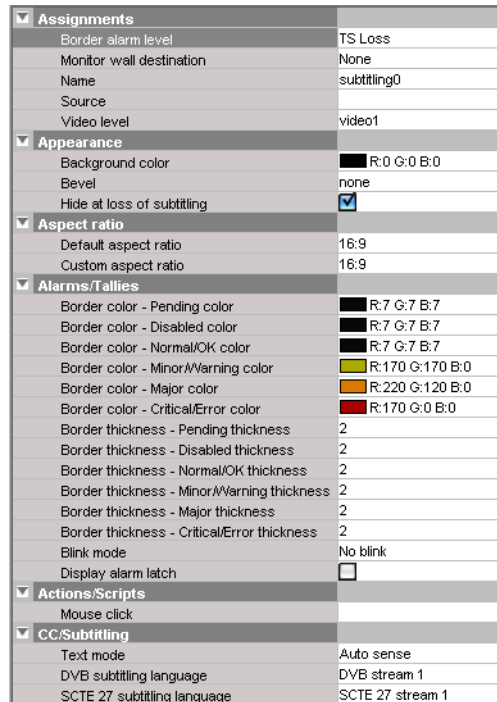 Assignments
Border alarm level TS Loss
Monitor wall destination None
Name subtitling0
Source
Video level video1
Appearance
Background color R:0 G:0 B:0
Bevel none
Hide at loss of subtitling
Aspect ratio
Default aspect ratio 16:9
Custom aspect ratio 16:9
Alarms/Tallies
Border color - Pending color R:7 G:7 B:7
Border color - Disabled color R:7 G:7 B:7
Border color - Normal/OK color R:7 G:7 B:7
Border color - Minor/Warning color R:170 G:170 B:0
Border color - Major color R:220 G:120 B:0
Border color - Critical/Error color R:170 G:0 B:0
Border thickness - Pending thickness 2
Border thickness - Disabled thickness 2
Border thickness - Normal/OK thickness 2
Border thickness - Minor/Warning thickness 2
Border thickness - Major thickness 2
Border thickness - Critical/Error thickness 2
Blink mode No blink
Display alarm latch
Actions/Scripts
Mouse click
CC/Subtitling
Text mode Auto sense
DVB subtitling language DVB stream 1
SCTE 27 subtitling language SCTE 27 stream 1